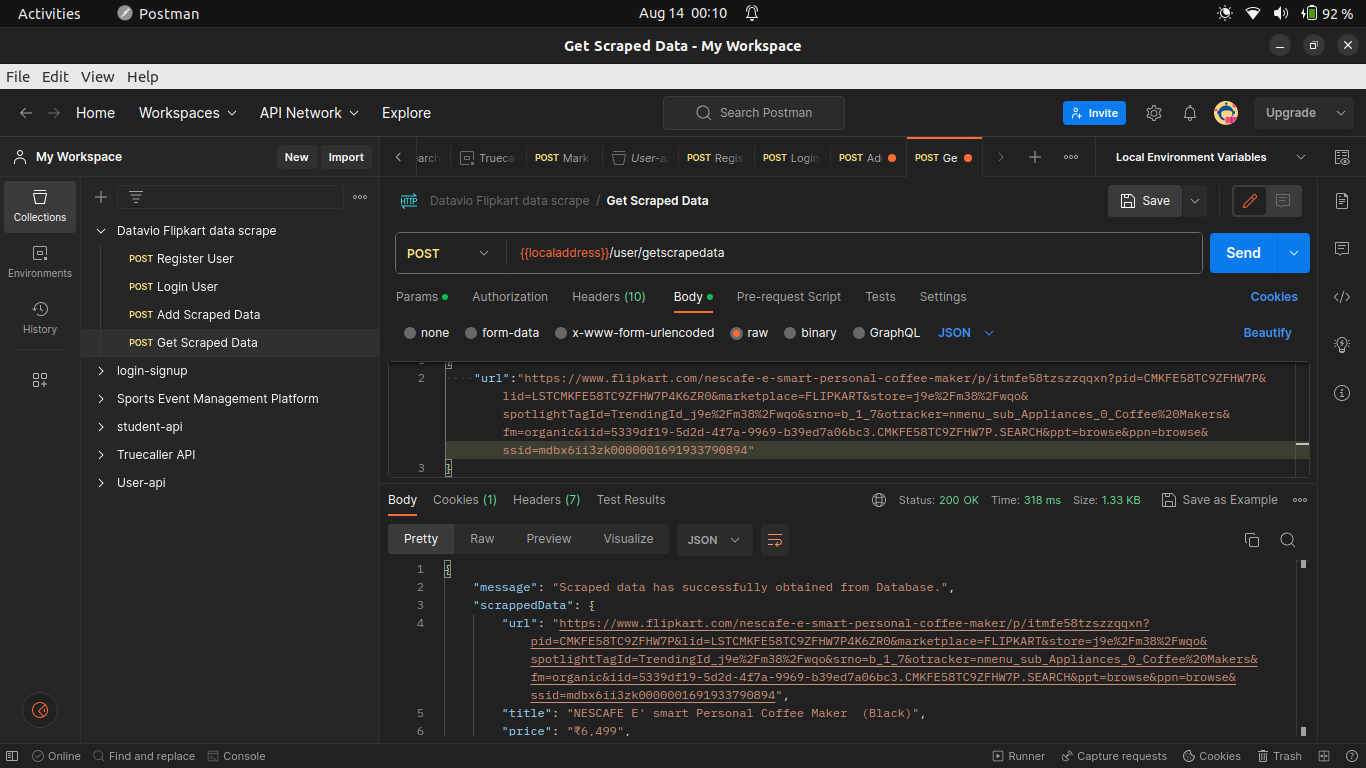 Activities Postman Aug 14 00:10 92 %
Get Scraped Data - My Workspace
File Edit View Help
Home Workspaces API Network Explore Search Postman Invite Upgrade
My Workspace New Import
earch Trueca POST Mark User-a POST Regis POST Login POST Ad POST Ge Local Environment Variables
Collections
Environments
History
Datavio Flipkart data scrape
POST Register User
POST Login User
POST Add Scraped Data
POST Get Scraped Data
login-signup
Sports Event Management Platform
student-api
Truecaller API
User-api
HTTP Datavio Flipkart data scrape / Get Scraped Data Save
POST {{localaddress}}/user/getscrapedata Send
Params Authorization Headers (10) Body Pre-request Script Tests Settings Cookies
none form-data x-www-form-urlencoded raw binary GraphQL JSON Beautify
1 {
2 "url":"https://www.flipkart.com/nescafe-e-smart-personal-coffee-maker/p/itmfe58tzszzqqxn?pid=CMKFE58TC9ZFHW7P&
lid=LSTCMKFE58TC9ZFHW7P4K6ZR0&marketplace=FLIPKART&store=j9e%2Fm38%2Fwqo&
spotlightTagId=TrendingId_j9e%2Fm38%2Fwqo&srno=b_1_7&otracker=nmenu_sub_Appliances_0_Coffee%20Makers&
fm=organic&iid=5339df19-5d2d-4f7a-9969-b39ed7a06bc3.CMKFE58TC9ZFHW7P.SEARCH&ppt=browse&ppn=browse&
ssid=mdbx6ii3zk0000001691933790894"
3 }
Body Cookies (1) Headers (7) Test Results Status: 200 OK Time: 318 ms Size: 1.33 KB Save as Example
Pretty Raw Preview Visualize JSON
1 {
2 "message": "Scraped data has successfully obtained from Database.",
3 "scrappedData": {
4 "url": "https://www.flipkart.com/nescafe-e-smart-personal-coffee-maker/p/itmfe58tzszzqqxn?
pid=CMKFE58TC9ZFHW7P&lid=LSTCMKFE58TC9ZFHW7P4K6ZR0&marketplace=FLIPKART&store=j9e%2Fm38%2Fwqo&
spotlightTagId=TrendingId_j9e%2Fm38%2Fwqo&srno=b_1_7&otracker=nmenu_sub_Appliances_0_Coffee%20Makers&
fm=organic&iid=5339df19-5d2d-4f7a-9969-b39ed7a06bc3.CMKFE58TC9ZFHW7P.SEARCH&ppt=browse&ppn=browse&
ssid=mdbx6ii3zk0000001691933790894",
5 "title": "NESCAFE E' smart Personal Coffee Maker  (Black)",
6 "price": "₹6,499",
Online Find and replace Console Runner Capture requests Cookies Trash